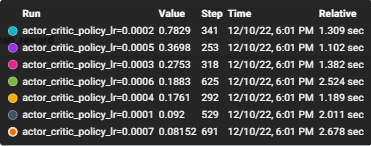 Run Value Step Time Relative
actor_critic_policy_lr=0.0002 0.7829 341 12/10/22, 6:01 PM 1.309 sec
actor_critic_policy_lr=0.0005 0.3698 253 12/10/22, 6:01 PM 1.102 sec
actor_critic_policy_lr=0.0003 0.2753 318 12/10/22, 6:01 PM 1.382 sec
actor_critic_policy_lr=0.0006 0.1883 625 12/10/22, 6:01 PM 2.524 sec
actor_critic_policy_lr=0.0004 0.1761 292 12/10/22, 6:01 PM 1.189 sec
actor_critic_policy_lr=0.0001 0.092 529 12/10/22, 6:01 PM 2.011 sec
actor_critic_policy_lr=0.0007 0.08152 691 12/10/22, 6:01 PM 2.678 sec